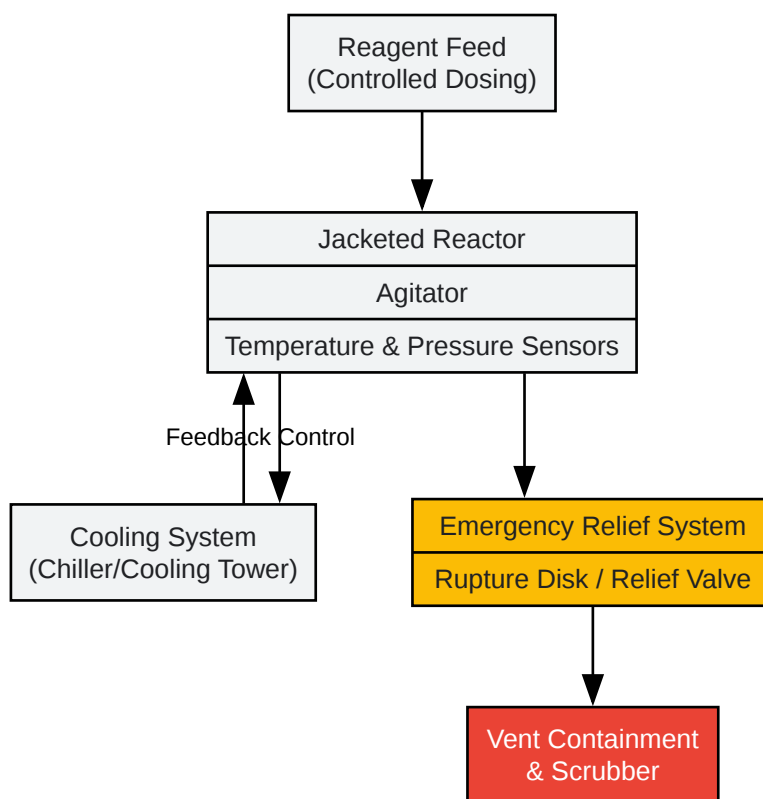 Reagent Feed
(Controlled Dosing)
Jacketed Reactor
Agitator
Temperature & Pressure Sensors
Feedback Control
Cooling System
(Chiller/Cooling Tower)
Emergency Relief System
Rupture Disk / Relief Valve
Vent Containment
& Scrubber